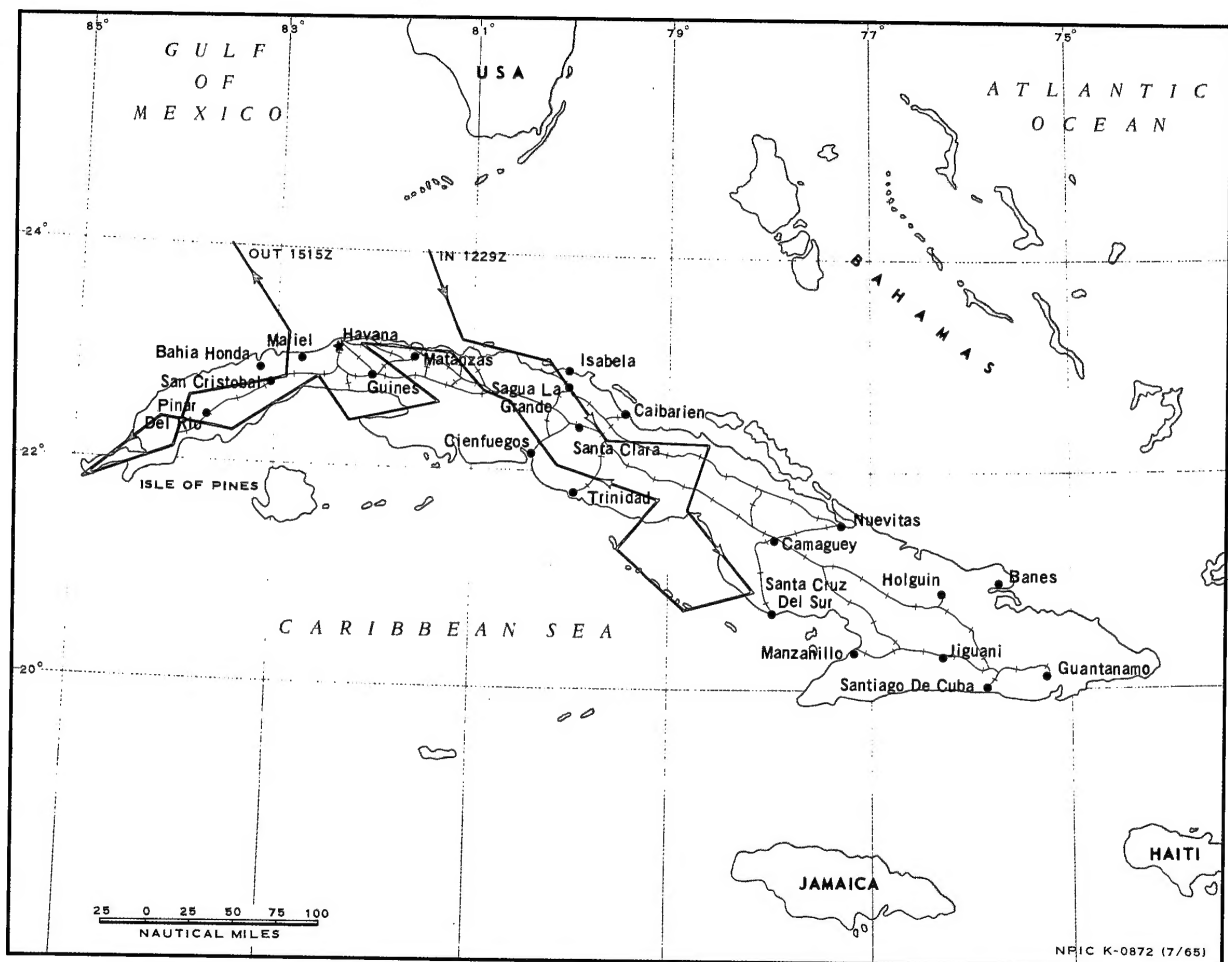 85°
83°
81°
79°
77°
75°
GULF
OF
MEXICO
USA
ATLANTIC
OCEAN
24°
OUT 1515Z
IN 1229Z
BAHAMAS
Bahia Honda
Mariel
Havana
Matanzas
Isabela
San Cristobal
Guines
Sagua La
Grande
Pinar
Del Rio
Caibarien
22°
Cienfuegos
Santa Clara
ISLE OF PINES
Trinidad
Nuevitas
Camaguey
Santa Cruz
Del Sur
Holguin
Banes
CARIBBEAN SEA
20°
Manzanillo
Jiguani
Guantanamo
Santiago De Cuba
JAMAICA
HAITI
25 0 25 50 75 100
NAUTICAL MILES
NPIC K-0872 (7/65)